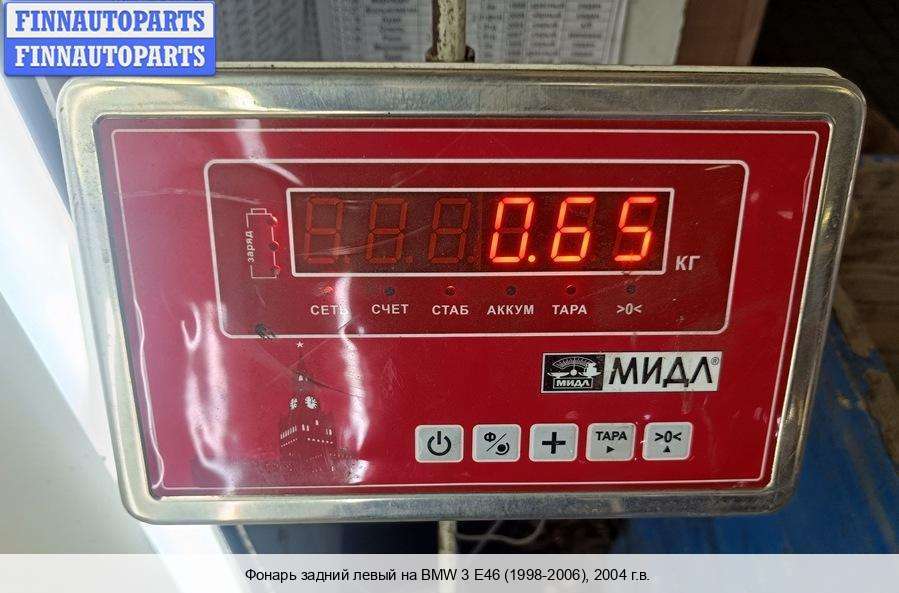 FINNAUTOPARTS
FINNAUTOPARTS
0.65
заряд
КГ
СЕТЬ СЧЕТ СТАБ АККУМ ТАРА >0<
МИДЛ МИДЛ®
Ф ТАРА >0<
Фонарь задний левый на BMW 3 E46 (1998-2006), 2004 г.в.